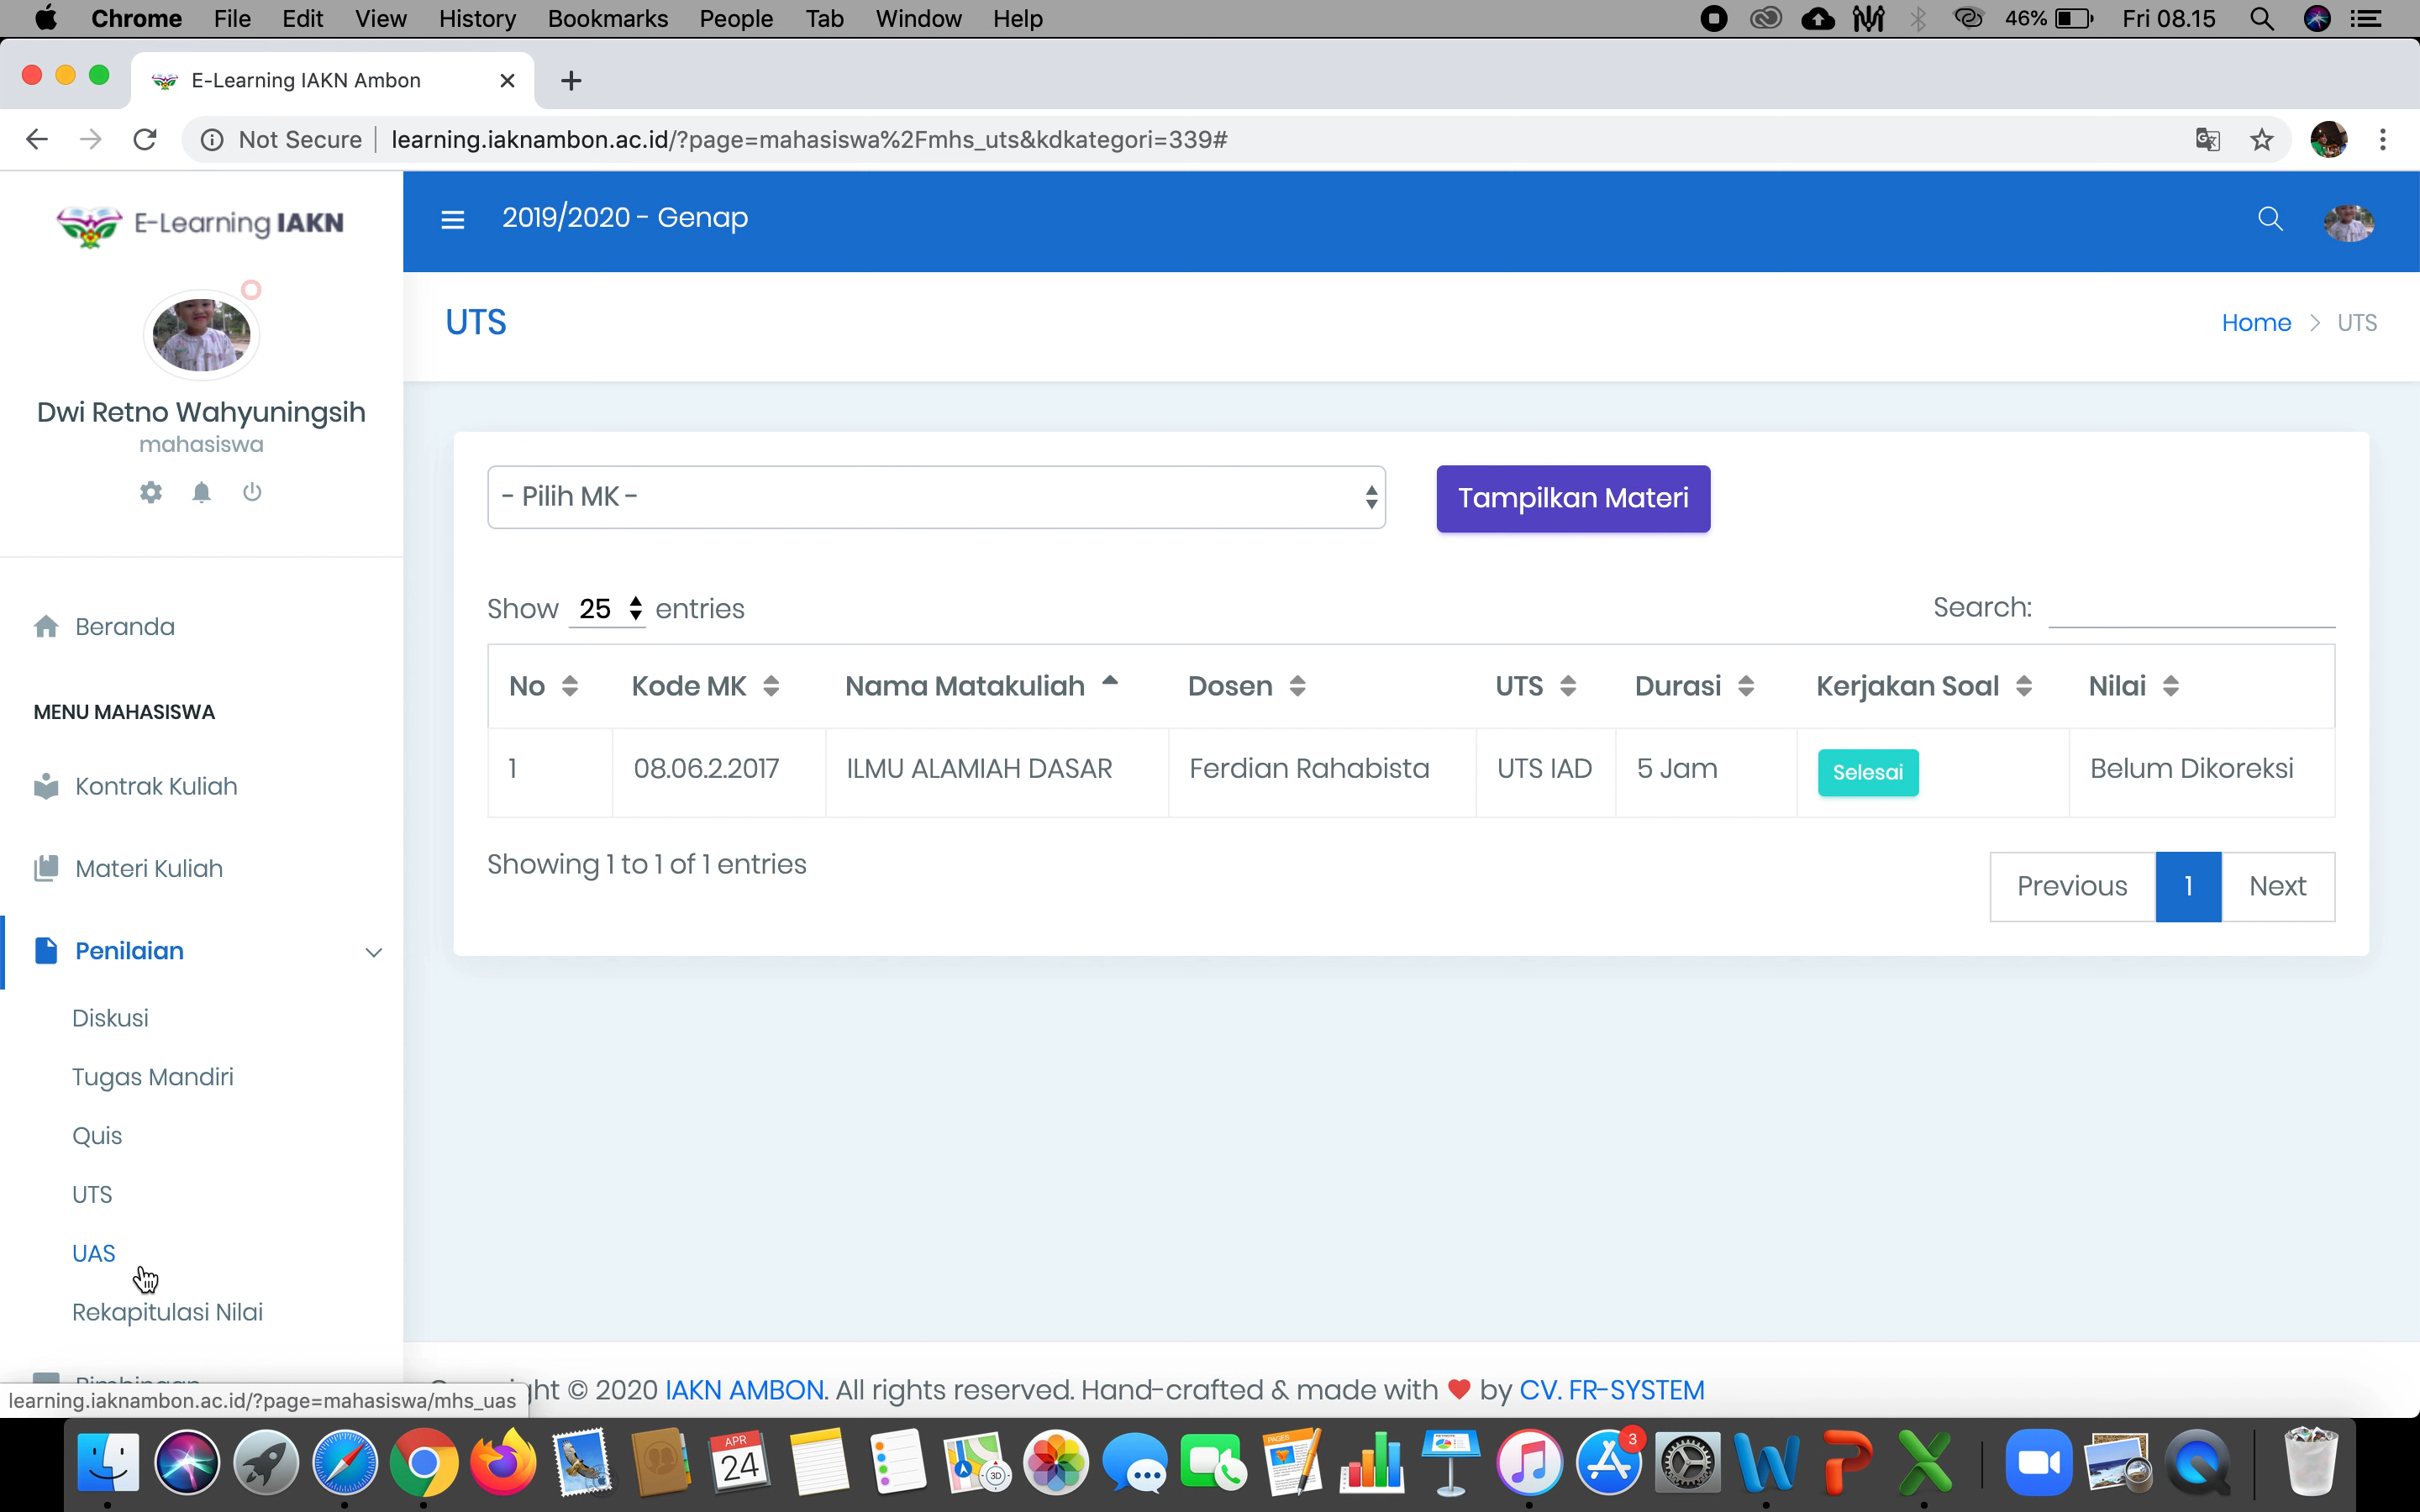 Chrome File Edit View History Bookmarks People Tab Window Help 46% Fri 08.15
E-Learning IAKN Ambon
Not Secure learning.iaknambon.ac.id/?page=mahasiswa%2Fmhs_uts&kdkategori=339#
E-Learning IAKN
2019/2020 - Genap
UTS
Home > UTS
Dwi Retno Wahyuningsih
mahasiswa
- Pilih MK -
Tampilkan Materi
Show 25 entries
Search:
No Kode MK Nama Matakuliah Dosen UTS Durasi Kerjakan Soal Nilai
1 08.06.2.2017 ILMU ALAMIAH DASAR Ferdian Rahabista UTS IAD 5 Jam Selesai Belum Dikoreksi
Showing 1 to 1 of 1 entries
Previous 1 Next
Beranda
MENU MAHASISWA
Kontrak Kuliah
Materi Kuliah
Penilaian
Diskusi
Tugas Mandiri
Quis
UTS
UAS
Rekapitulasi Nilai
learning.iaknambon.ac.id/?page=mahasiswa/mhs_uas
© 2020 IAKN AMBON. All rights reserved. Hand-crafted & made with ❤ by CV. FR-SYSTEM
APR
24
PAGES
3D
3